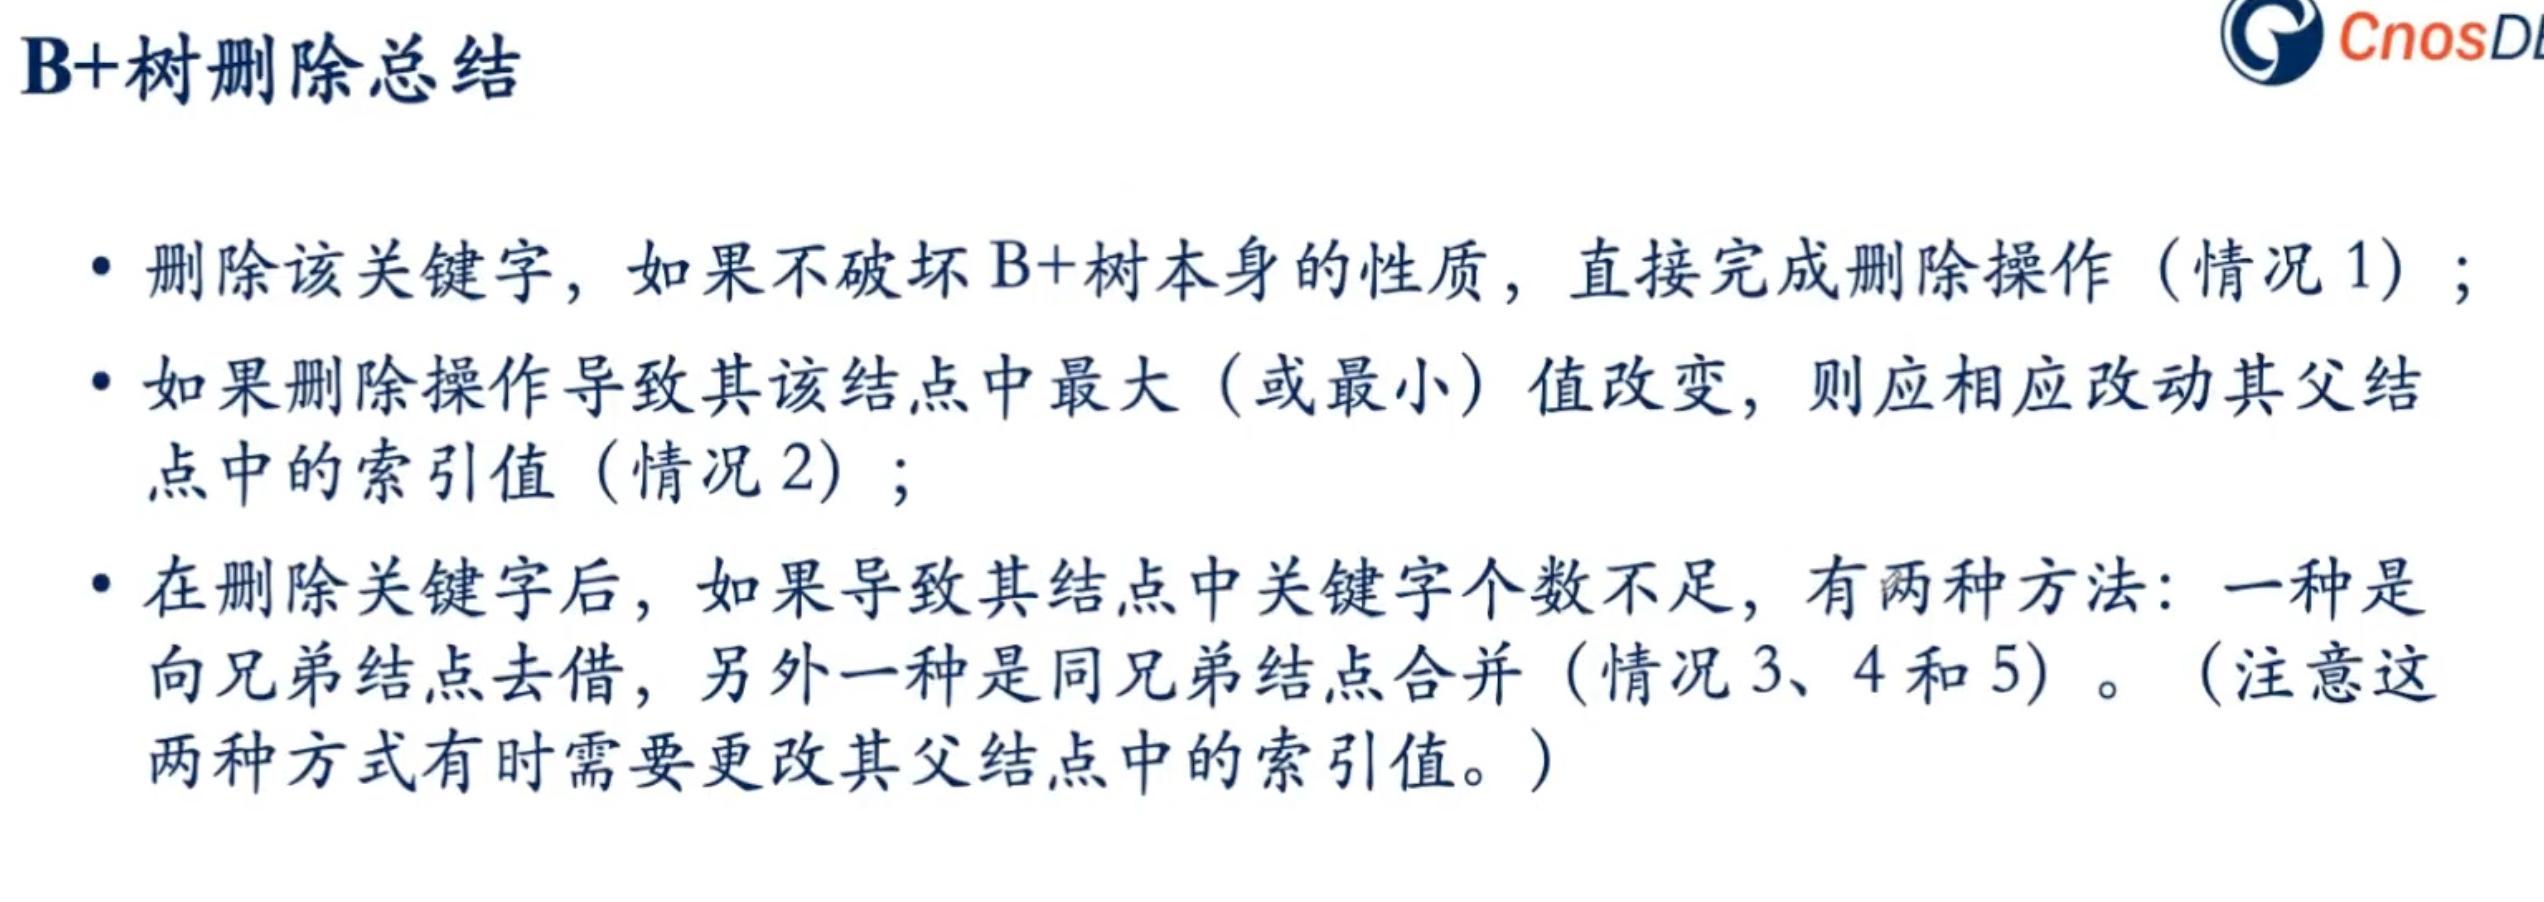 B+树删除总结
CnosDB
• 删除该关键字，如果不破坏 B+树本身的性质，直接完成删除操作（情况 1）；
• 如果删除操作导致其该结点中最大（或最小）值改变，则应相应改动其父结
点中的索引值（情况 2）；
• 在删除关键字后，如果导致其结点中关键字个数不足，有两种方法：一种是
向兄弟结点去借，另外一种是同兄弟结点合并（情况 3、4 和 5）。（注意这
两种方式有时需要更改其父结点中的索引值。）